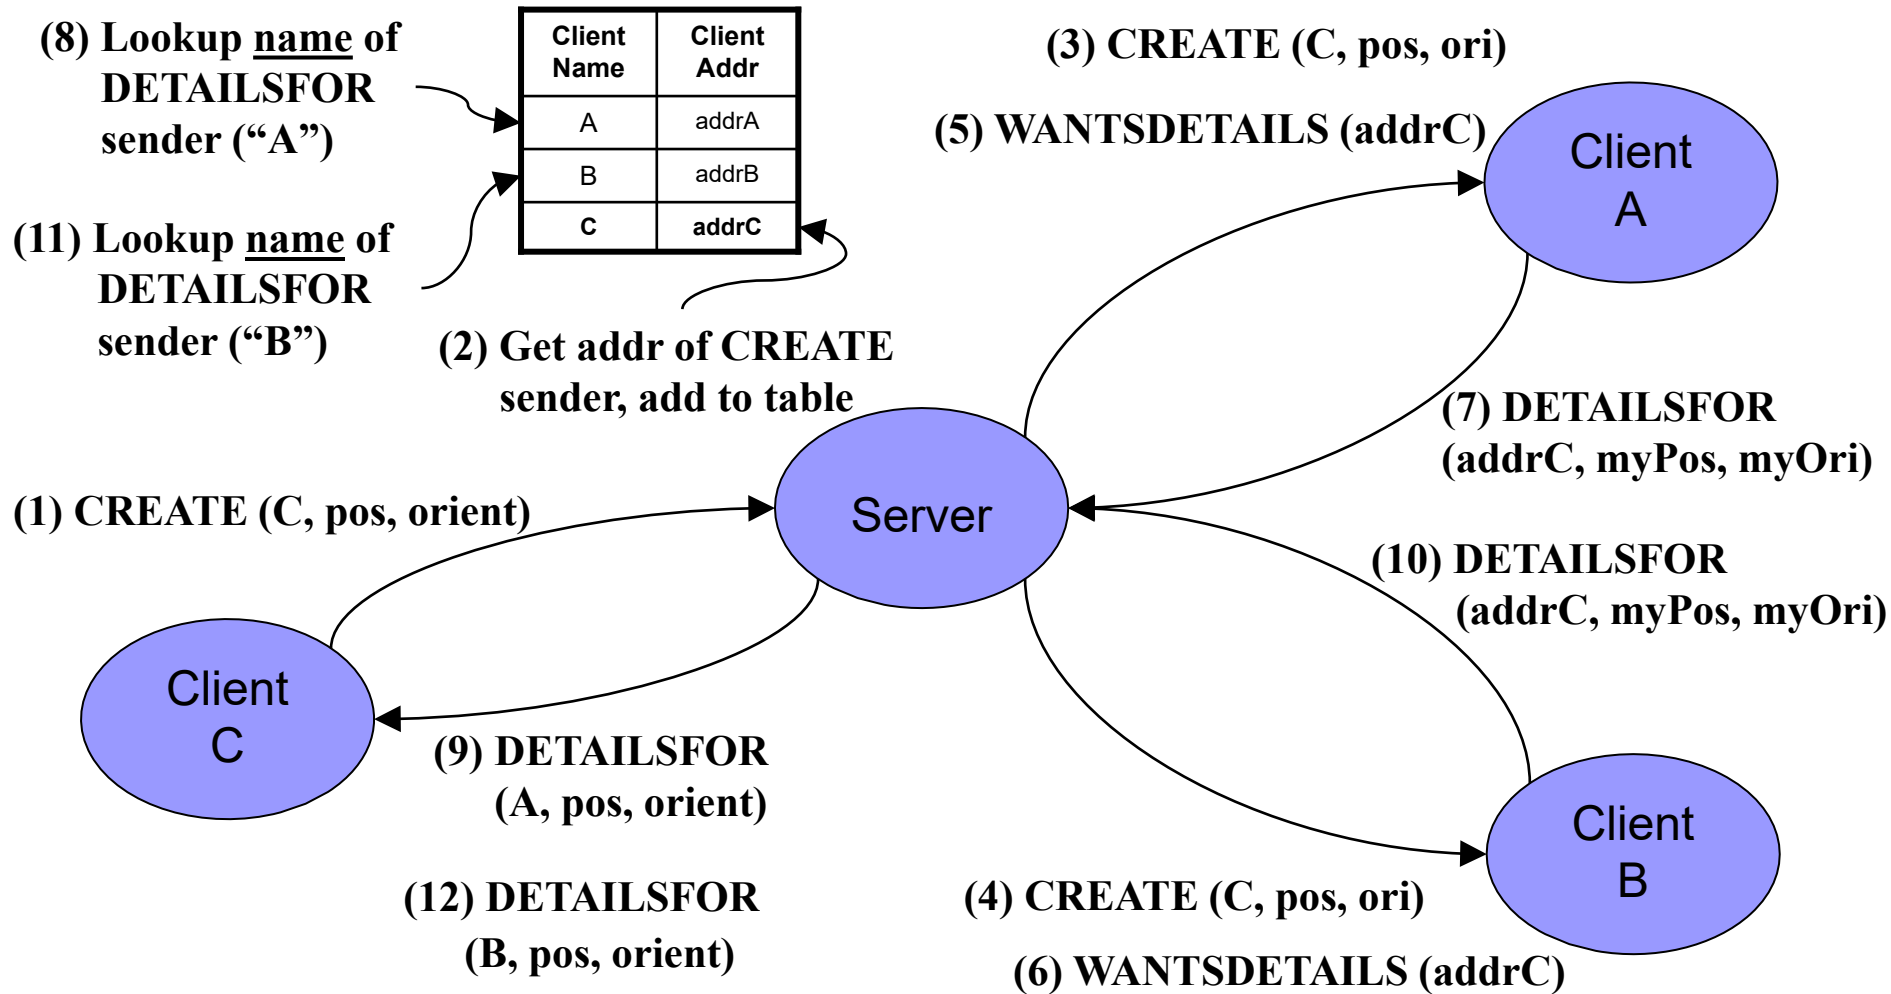 (8) Lookup name of
DETAILSFOR
sender (“A”)
Client Name
Client Addr
A
addrA
B
addrB
C
addrC
(3) CREATE (C, pos, ori)
(5) WANTSDETAILS (addrC)
Client
A
(11) Lookup name of
DETAILSFOR
sender (“B”)
(2) Get addr of CREATE
sender, add to table
(7) DETAILSFOR
(addrC, myPos, myOri)
(1) CREATE (C, pos, orient)
Server
(10) DETAILSFOR
(addrC, myPos, myOri)
Client
C
(9) DETAILSFOR
(A, pos, orient)
(12) DETAILSFOR
(B, pos, orient)
Client
B
(4) CREATE (C, pos, ori)
(6) WANTSDETAILS (addrC)